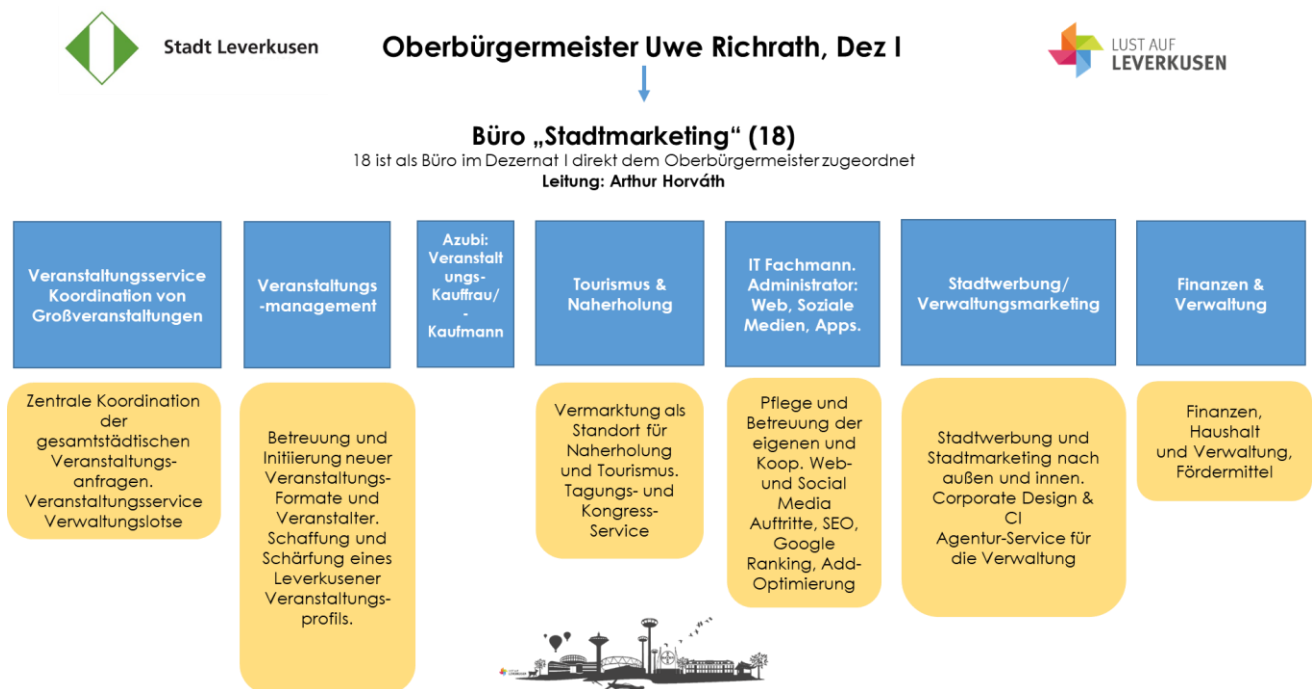 Stadt Leverkusen
Oberbürgermeister Uwe Richrath, Dez I
LUST AUF
LEVERKUSEN
Büro „Stadtmarketing“ (18)
18 ist als Büro im Dezernat I direkt dem Oberbürgermeister zugeordnet
Leitung: Arthur Horváth
Veranstaltungsservice
Koordination von
Großveranstaltungen
Zentrale Koordination
der
gesamtstädtischen
Veranstaltungs-
anfragen.
Veranstaltungsservice
Verwaltungslotse
Veranstaltungs
-management
Betreuung und
Initiierung neuer
Veranstaltungs-
Formate und
Veranstalter.
Schaffung und
Schärfung eines
Leverkusener
Veranstaltungs-
profils.
Azubi:
Veranstalt
ungs-
Kauffrau/
-
Kaufmann
Tourismus &
Naherholung
Vermarktung als
Standort für
Naherholung
und Tourismus.
Tagungs- und
Kongress-
Service
IT Fachmann.
Administrator:
Web, Soziale
Medien, Apps.
Pflege und
Betreuung der
eigenen und
Koop. Web-
und Social
Media
Auftritte, SEO,
Google
Ranking, Add-
Optimierung
Stadtwerbung/
Verwaltungsmarketing
Stadtwerbung und
Stadtmarketing nach
außen und innen.
Corporate Design &
CI
Agentur-Service für
die Verwaltung
Finanzen &
Verwaltung
Finanzen,
Haushalt
und Verwaltung,
Fördermittel